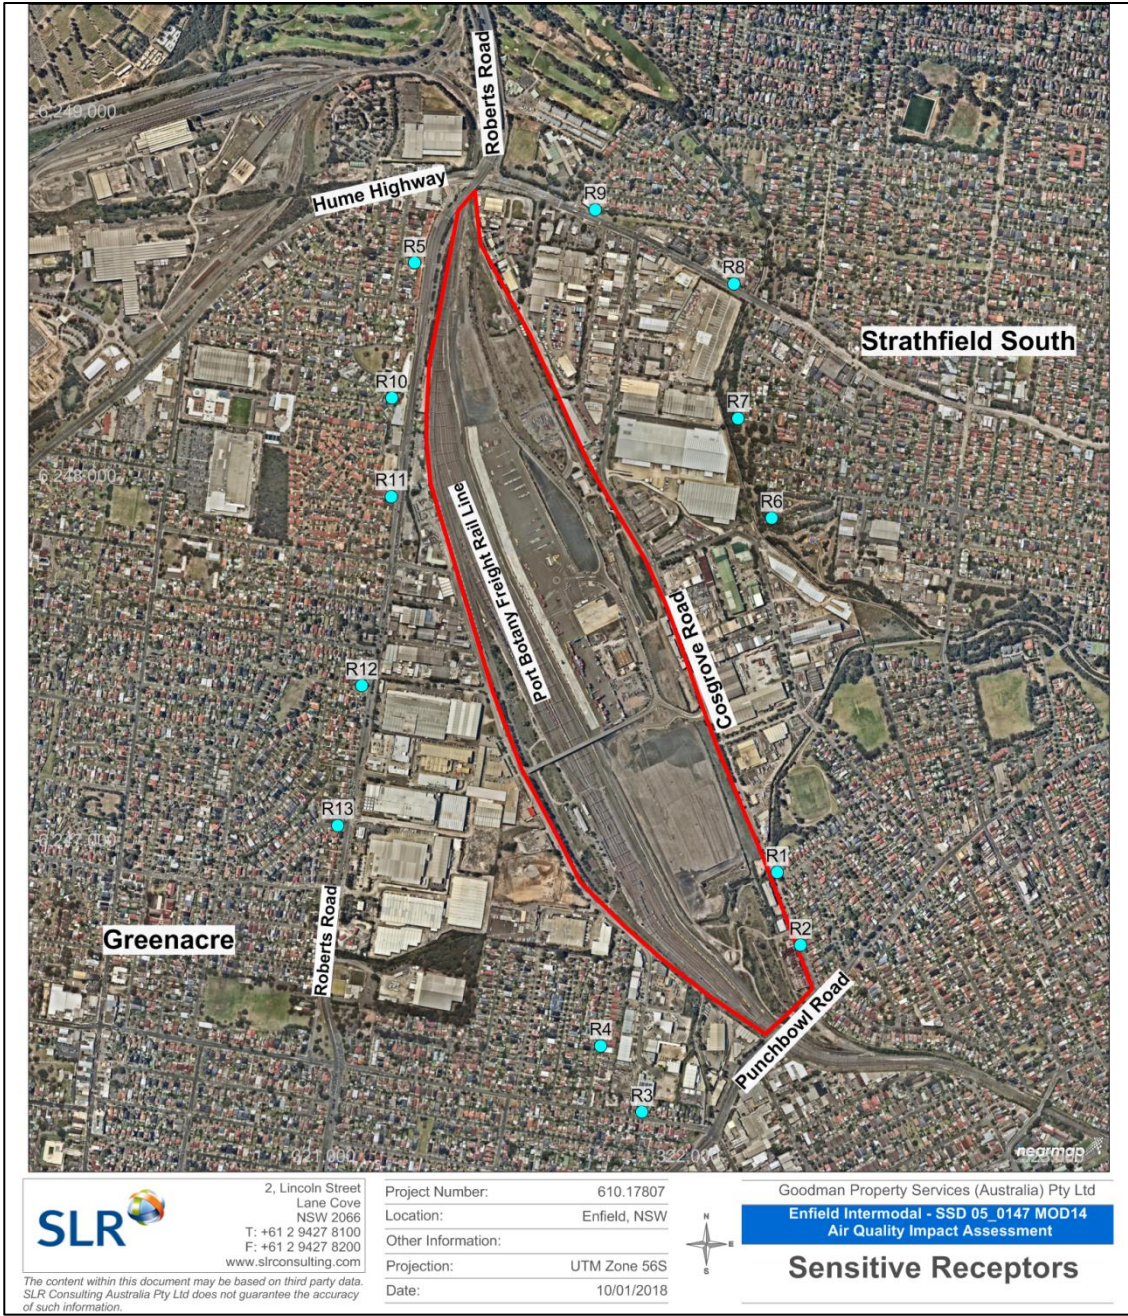 Roberts Road
6,249,000
Hume Highway
R9
R5
R8
Strathfield South
R10
R7
6,248,000
R11
R6
Port Botany Freight Rail Line
Cosgrove Road
R12
R13
R1
Roberts Road
Greenacre
R2
Punchbowl Road
R4
R3
nearmap
SLR
2, Lincoln Street
Lane Cove
NSW 2066
T: +61 2 9427 8100
F: +61 2 9427 8200
www.slrconsulting.com
The content within this document may be based on third party data.
SLR Consulting Australia Pty Ltd does not guarantee the accuracy
of such information.
Project Number: 610.17807
Location: Enfield, NSW
Other Information:
Projection: UTM Zone 56S
Date: 10/01/2018
N
E
S
Goodman Property Services (Australia) Pty Ltd
Enfield Intermodal - SSD 05_0147 MOD14
Air Quality Impact Assessment
Sensitive Receptors